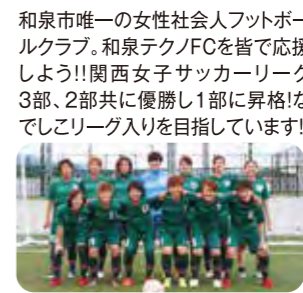 和泉市唯一の女性社会人フットボー
ルクラブ。和泉テクノFCを皆で応援
しよう!!関西女子サッカーリーグ
3部、2部共に優勝し1部に昇格!な
でしこリーグ入りを目指しています!